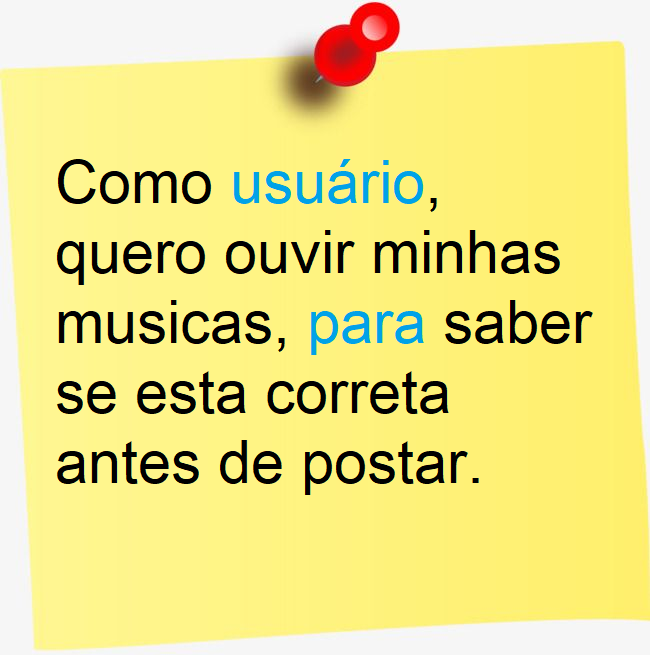 Como usuário,
quero ouvir minhas
musicas, para saber
se esta correta
antes de postar.